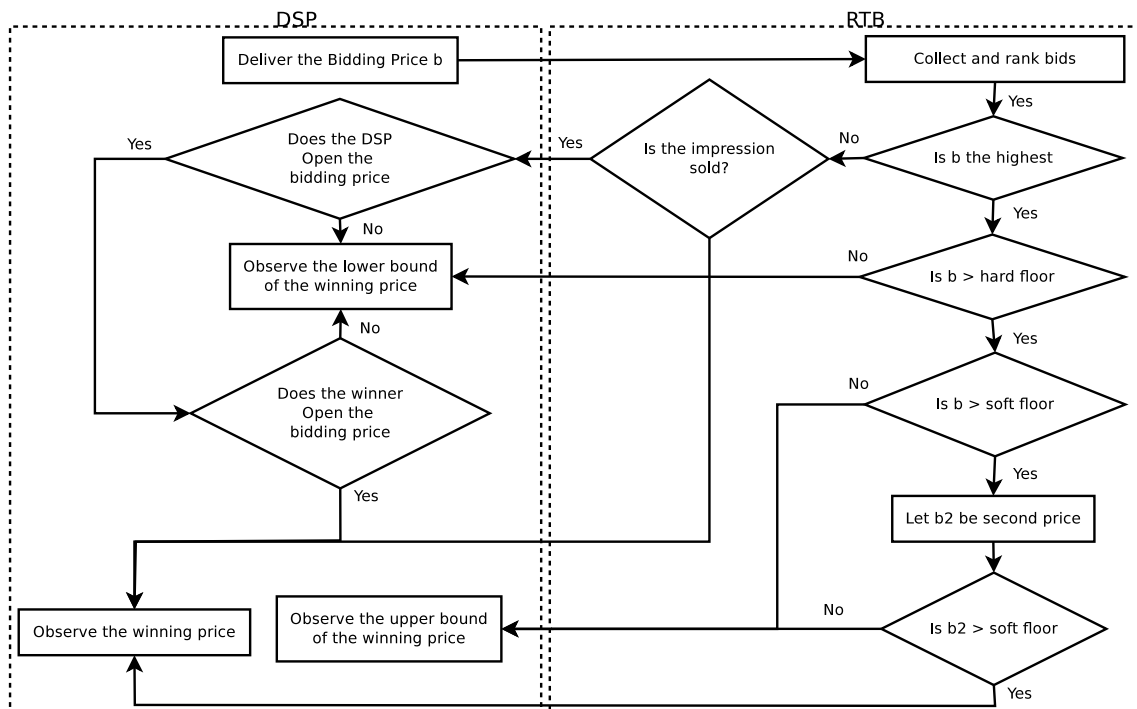 DSP
RTB
Deliver the Bidding Price b
Collect and rank bids
Yes
Yes
Does the DSP
Open the
bidding price
Yes
Is the impression
sold?
No
Is b the highest
No
Yes
Observe the lower bound
of the winning price
No
Is b > hard floor
No
Yes
Does the winner
Open the
bidding price
No
Is b > soft floor
Yes
Yes
Let b2 be second price
Observe the winning price
Observe the upper bound
of the winning price
No
Is b2 > soft floor
Yes